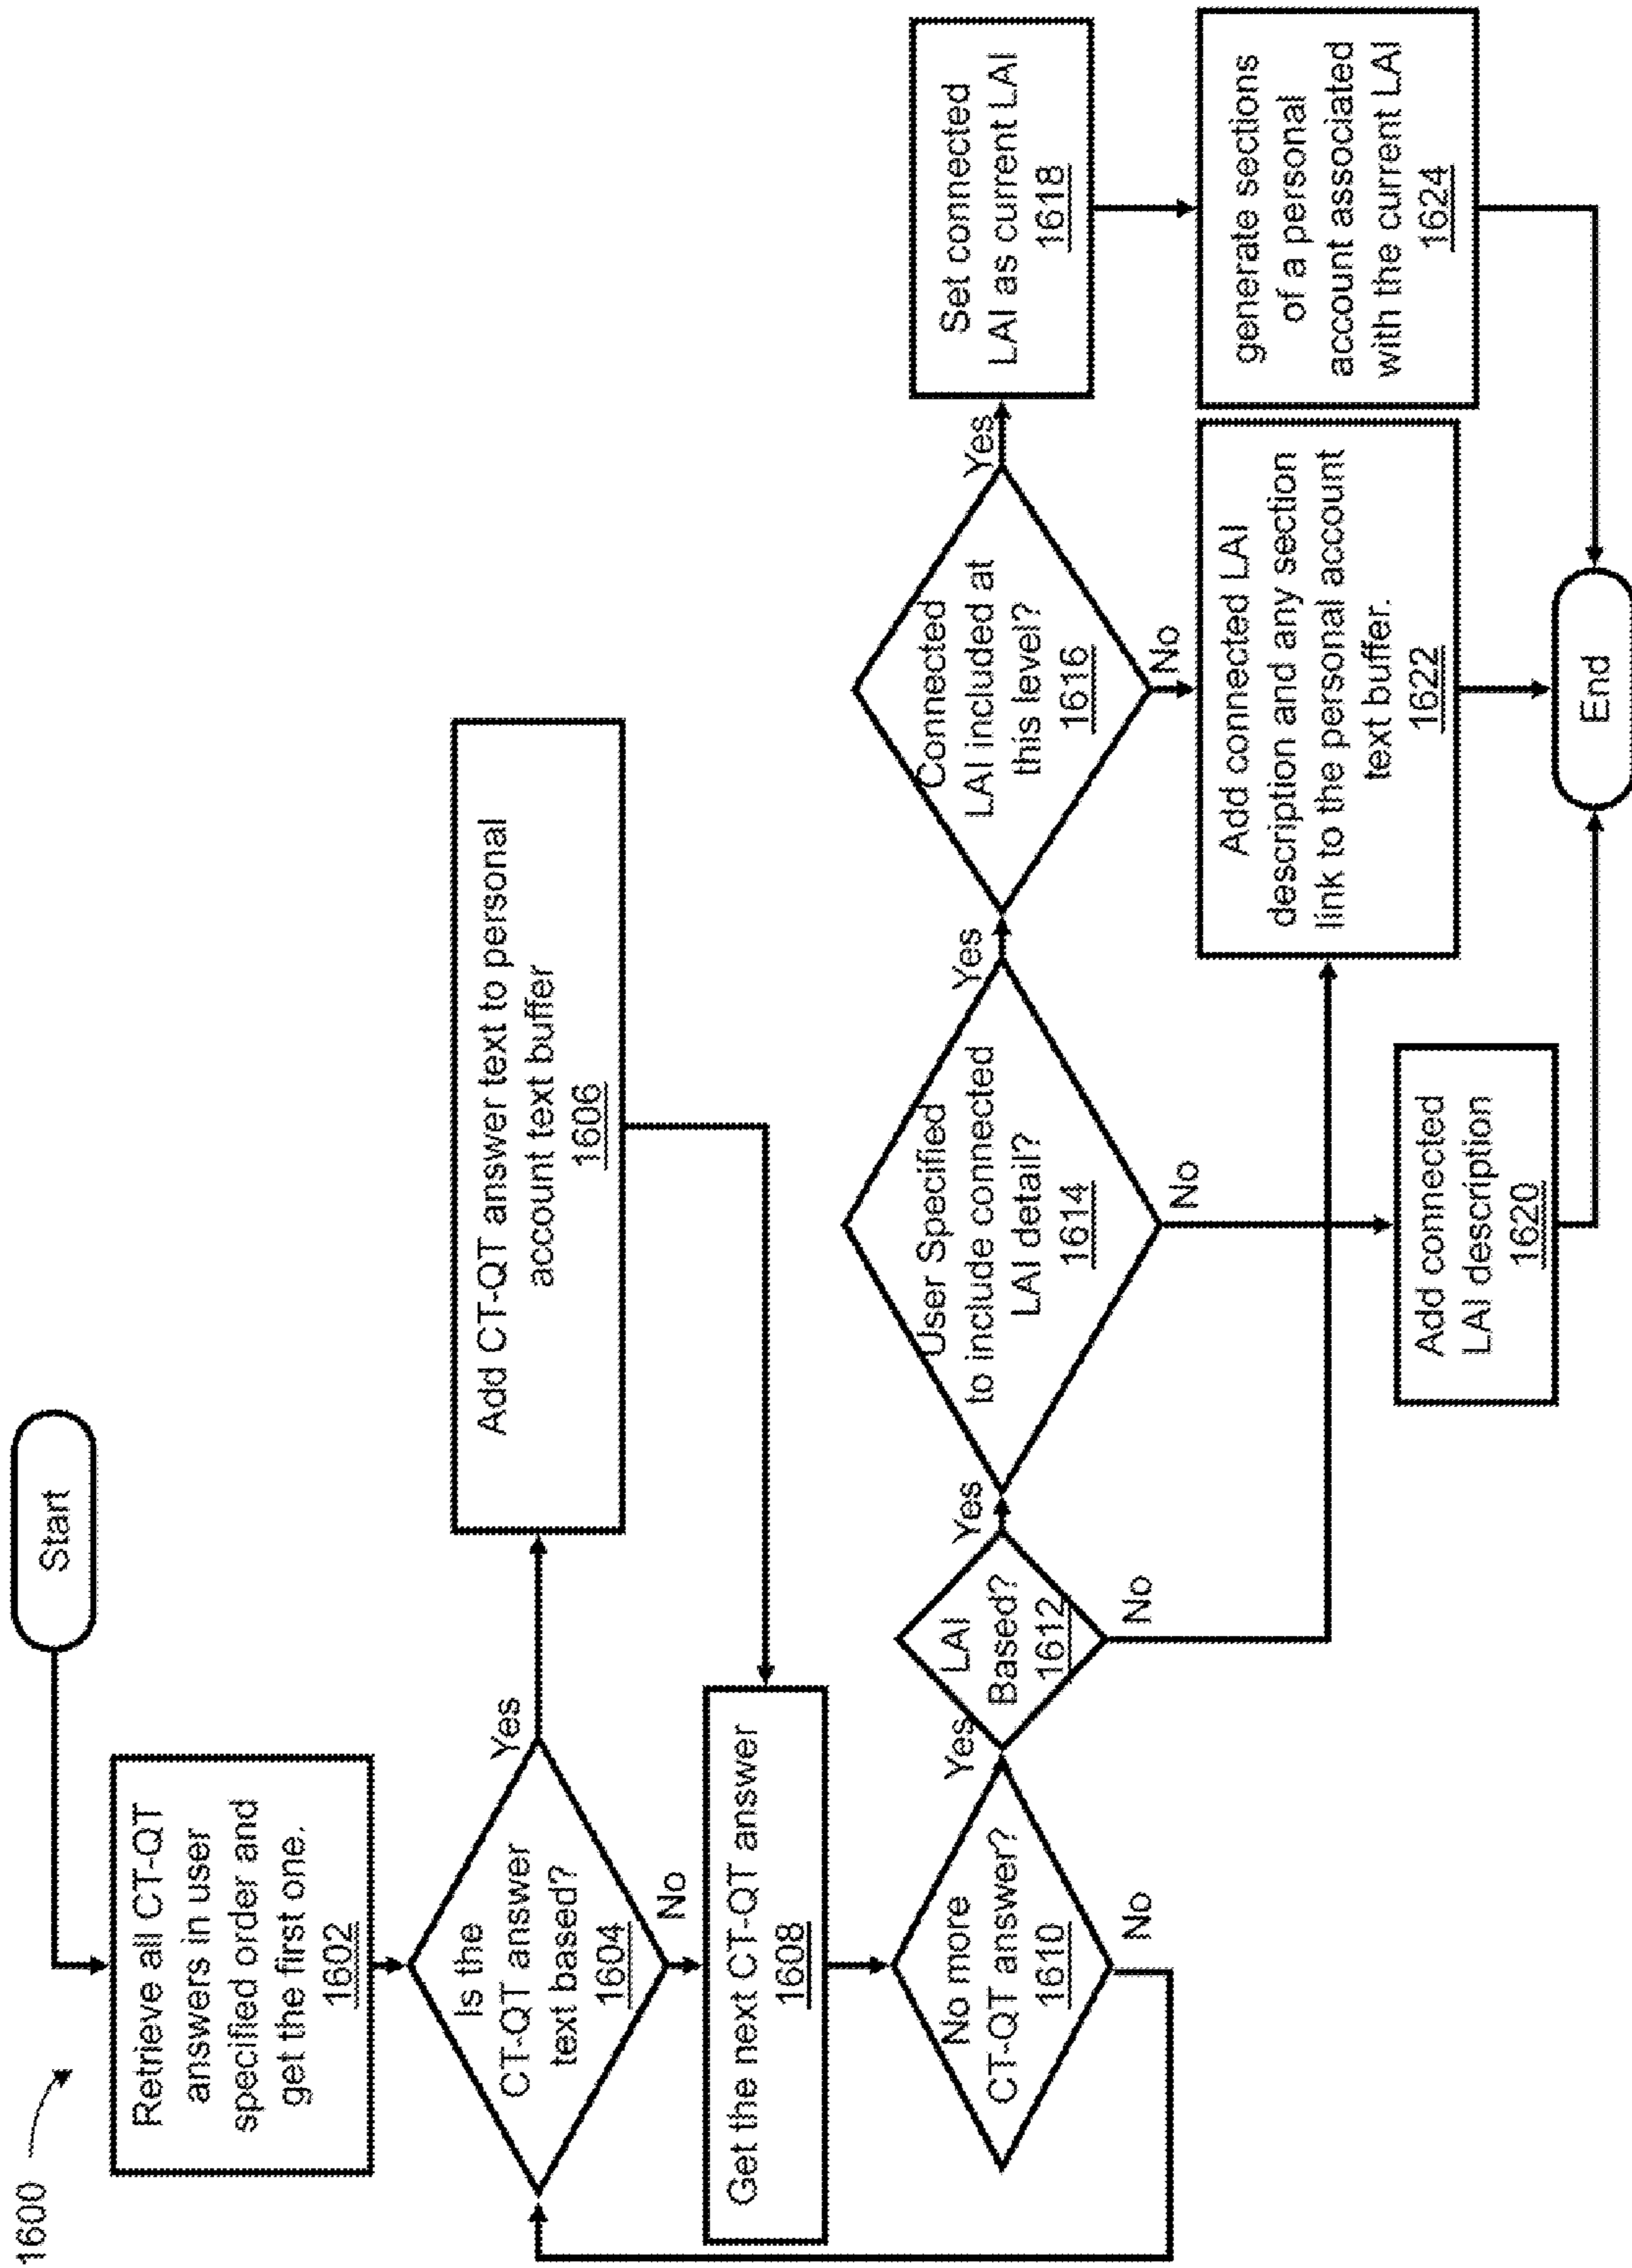 1600
Start
Retrieve all CT-QT
answers in user
specified order and
get the first one.
1602
Is the
CT-QT answer
text based?
1604
Yes
No
Add CT-QT answer text to personal
account text buffer
1606
Get the next CT-QT answer
1608
No more
CT-QT answer?
1610
Yes
No
LAI
Based?
1612
Yes
No
User Specified
to include connected
LAI detail?
1614
Yes
No
Connected
LAI included at
this level?
1616
Yes
No
Set connected
LAI as current LAI
1618
Add connected
LAI description
1620
Add connected LAI
description and any section
link to the personal account
text buffer.
1622
generate sections
of a personal
account associated
with the current LAI
1624
End